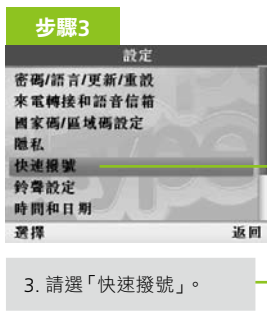 步驟3
設定
密碼/語言/更新/重設
來電轉接和語音信箱
國家碼/區域碼設定
隱私
快速撥號
鈴聲設定
時間和日期
選擇 返回
3. 請選「快速撥號」。